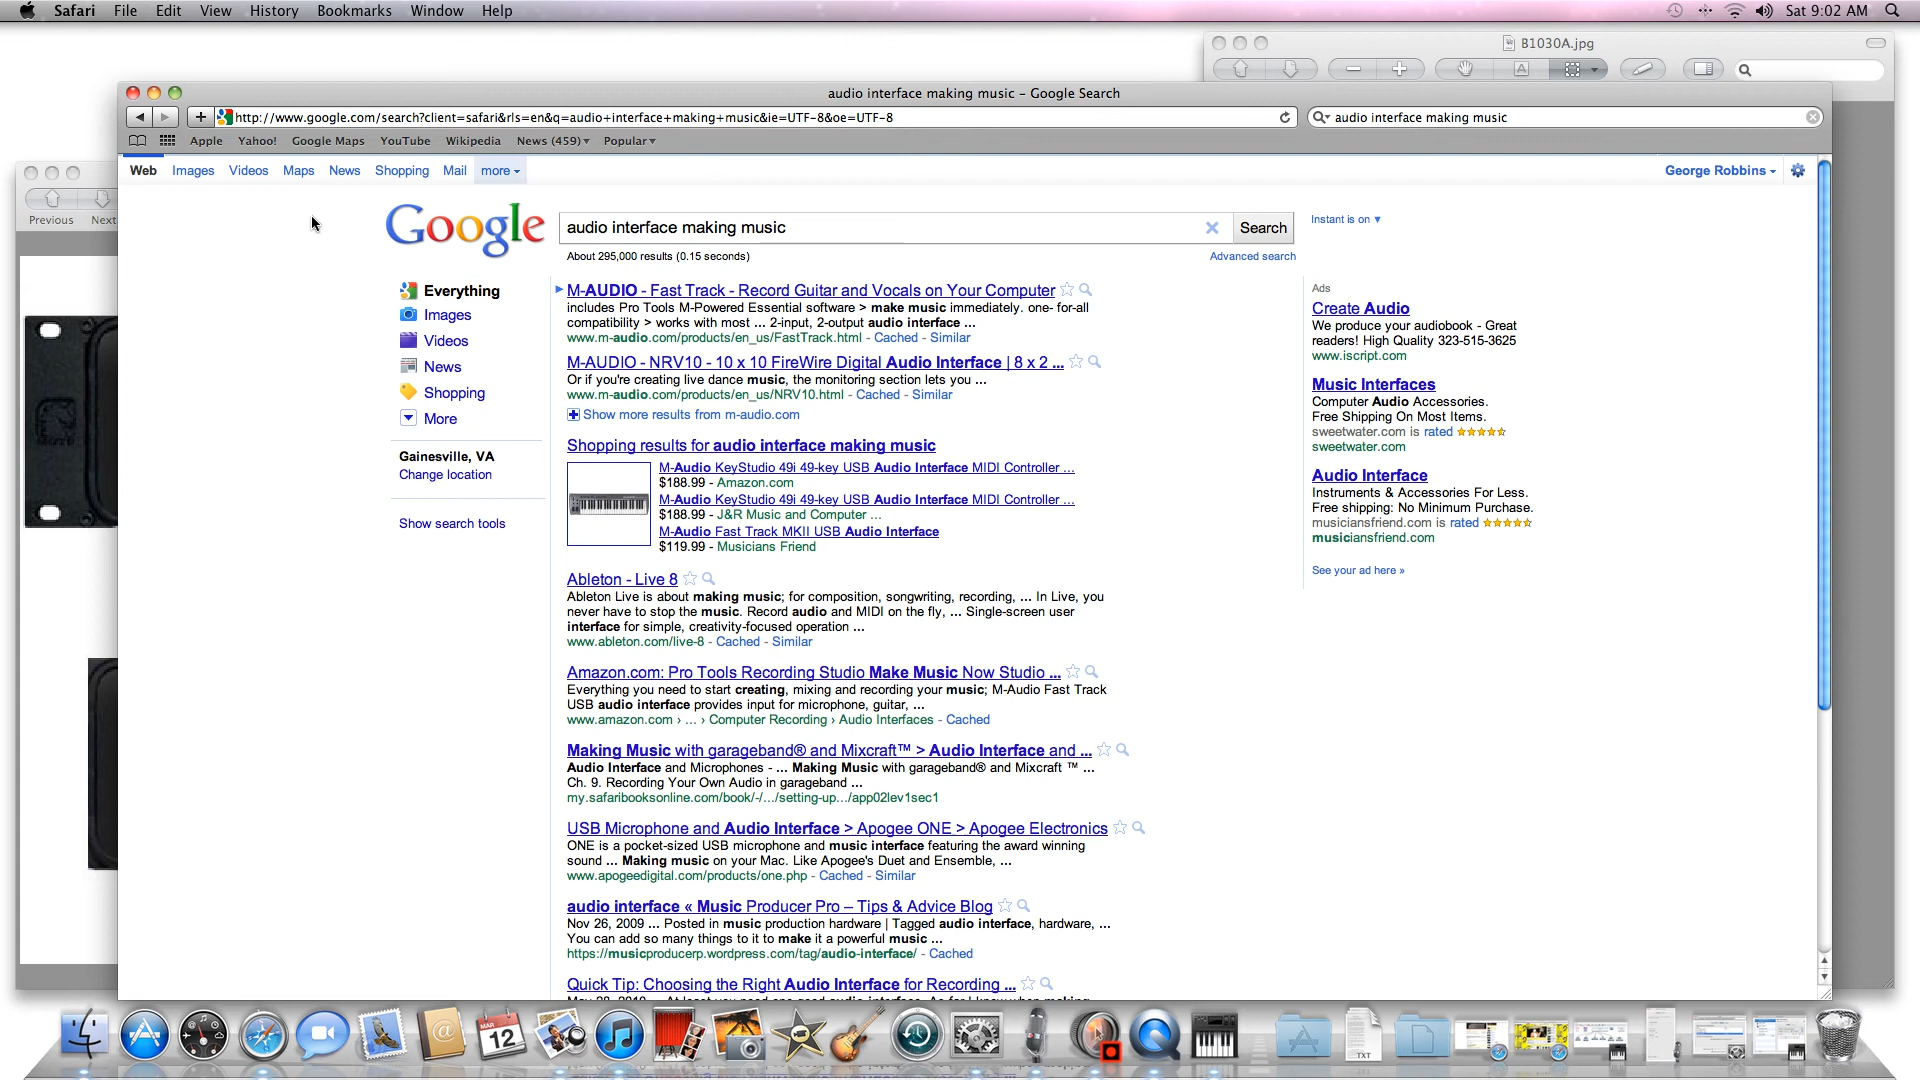 Safari File Edit View History Bookmarks Window Help
Sat 9:02 AM
B1030A.jpg
audio interface making music – Google Search
http://www.google.com/search?client=safari&rls=en&q=audio+interface+making+music&ie=UTF-8&oe=UTF-8
audio interface making music
Apple Yahoo! Google Maps YouTube Wikipedia News (459) Popular
Web Images Videos Maps News Shopping Mail more
George Robbins
Previous Next
Google
audio interface making music
Search
Instant is on
About 295,000 results (0.15 seconds)
Advanced search
Everything
Images
Videos
News
Shopping
More
Gainesville, VA
Change location
Show search tools
M-AUDIO - Fast Track - Record Guitar and Vocals on Your Computer
includes Pro Tools M-Powered Essential software > make music immediately. one- for-all
compatibility > works with most ... 2-input, 2-output audio interface ...
www.m-audio.com/products/en_us/FastTrack.html - Cached - Similar
M-AUDIO - NRV10 - 10 x 10 FireWire Digital Audio Interface | 8 x 2 ...
Or if you're creating live dance music, the monitoring section lets you ...
www.m-audio.com/products/en_us/NRV10.html - Cached - Similar
Show more results from m-audio.com
Shopping results for audio interface making music
M-Audio KeyStudio 49i 49-key USB Audio Interface MIDI Controller ...
$188.99 - Amazon.com
M-Audio KeyStudio 49i 49-key USB Audio Interface MIDI Controller ...
$188.99 - J&R Music and Computer ...
M-Audio Fast Track MKII USB Audio Interface
$119.99 - Musicians Friend
Ableton - Live 8
Ableton Live is about making music; for composition, songwriting, recording, ... In Live, you
never have to stop the music. Record audio and MIDI on the fly, ... Single-screen user
interface for simple, creativity-focused operation ...
www.ableton.com/live-8 - Cached - Similar
Amazon.com: Pro Tools Recording Studio Make Music Now Studio ...
Everything you need to start creating, mixing and recording your music; M-Audio Fast Track
USB audio interface provides input for microphone, guitar, ...
www.amazon.com › ... › Computer Recording › Audio Interfaces - Cached
Making Music with garageband® and Mixcraft™ > Audio Interface and ...
Audio Interface and Microphones - ... Making Music with garageband® and Mixcraft ™ ...
Ch. 9. Recording Your Own Audio in garageband ...
my.safaribooksonline.com/book/-/.../setting-up.../app02lev1sec1
USB Microphone and Audio Interface > Apogee ONE > Apogee Electronics
ONE is a pocket-sized USB microphone and music interface featuring the award winning
sound ... Making music on your Mac. Like Apogee's Duet and Ensemble, ...
www.apogeedigital.com/products/one.php - Cached - Similar
audio interface « Music Producer Pro – Tips & Advice Blog
Nov 26, 2009 ... Posted in music production hardware | Tagged audio interface, hardware, ...
You can add so many things to it to make it a powerful music ...
https://musicproducerp.wordpress.com/tag/audio-interface/ - Cached
Quick Tip: Choosing the Right Audio Interface for Recording ...
Ads
Create Audio
We produce your audiobook - Great
readers! High Quality 323-515-3625
www.iscript.com
Music Interfaces
Computer Audio Accessories.
Free Shipping On Most Items.
sweetwater.com is rated
sweetwater.com
Audio Interface
Instruments & Accessories For Less.
Free shipping: No Minimum Purchase.
musiciansfriend.com is rated
musiciansfriend.com
See your ad here »
MAR
12
TXT